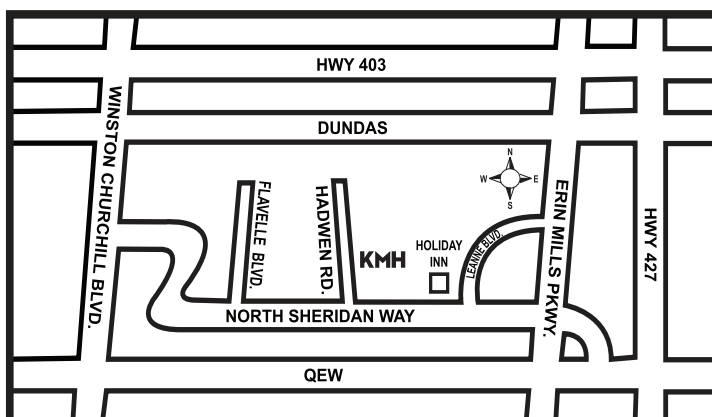 HWY 403
DUNDAS
WINSTON CHURCHILL BLVD.
N
W E
S
FLAVELLE BLVD.
HADWEN RD.
KMH
HOLIDAY
INN
LEANNE BLVD.
ERIN MILLS PKWY.
HWY 427
NORTH SHERIDAN WAY
QEW